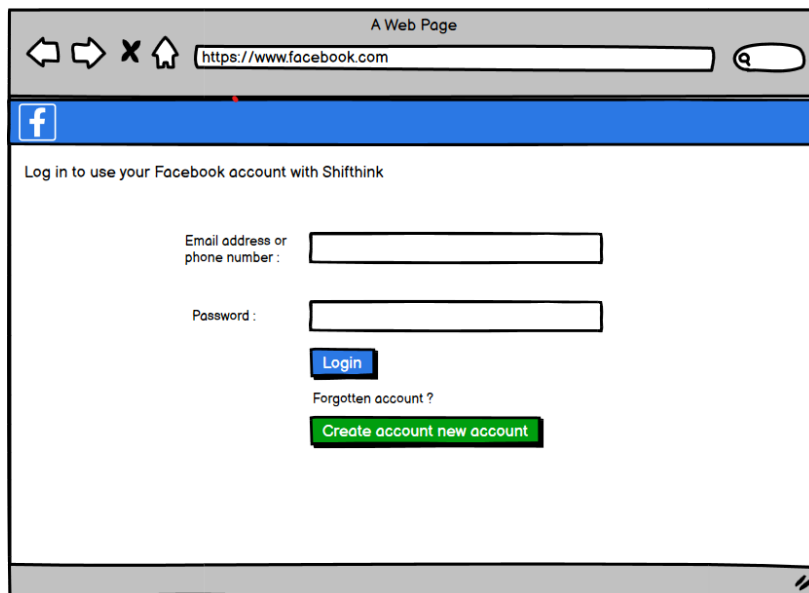 A Web Page
https://www.facebook.com
f
Log in to use your Facebook account with Shifthink
Email address or
phone number :
Password :
Login
Forgotten account ?
Create account new account